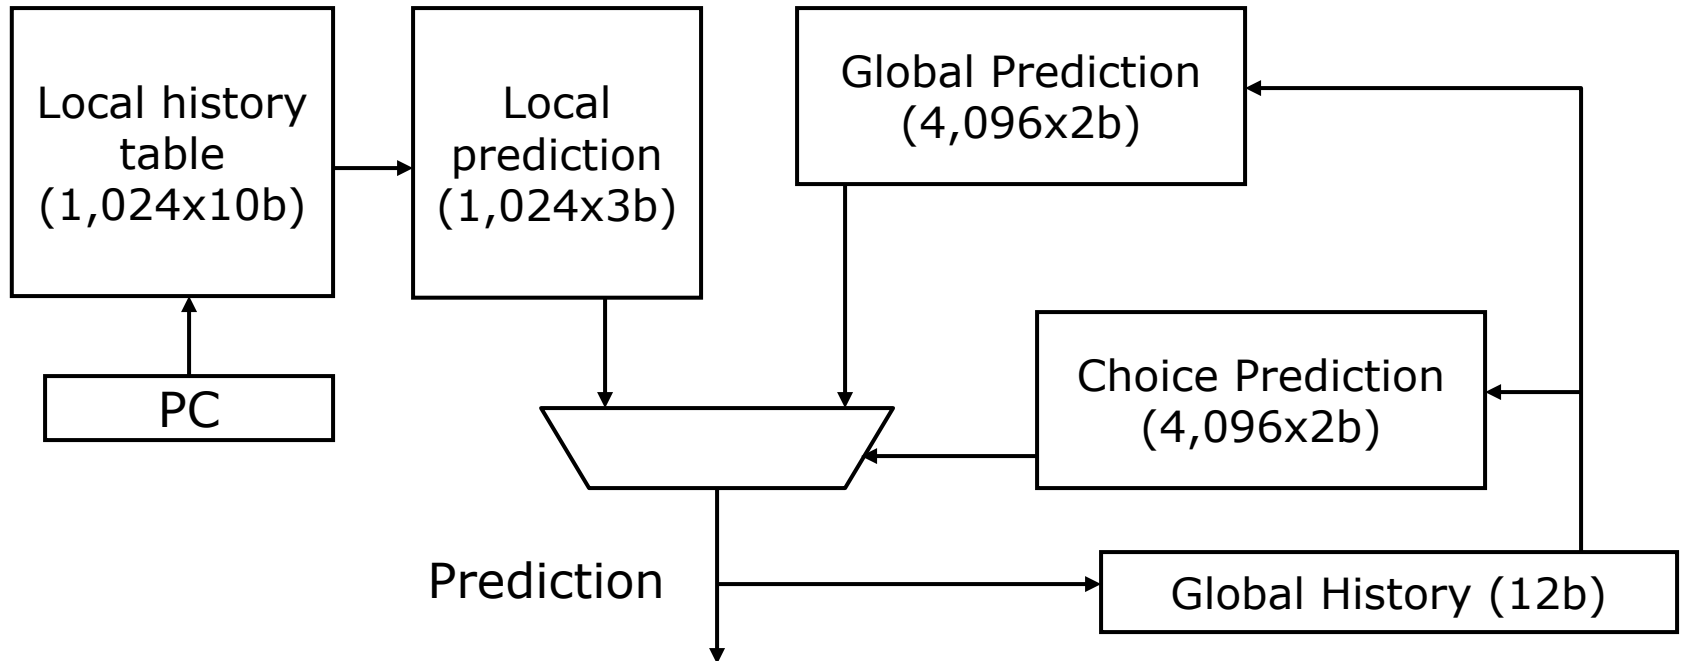 Local history
table
(1,024x10b)
Local
prediction
(1,024x3b)
Global Prediction
(4,096x2b)
PC
Choice Prediction
(4,096x2b)
Prediction
Global History (12b)